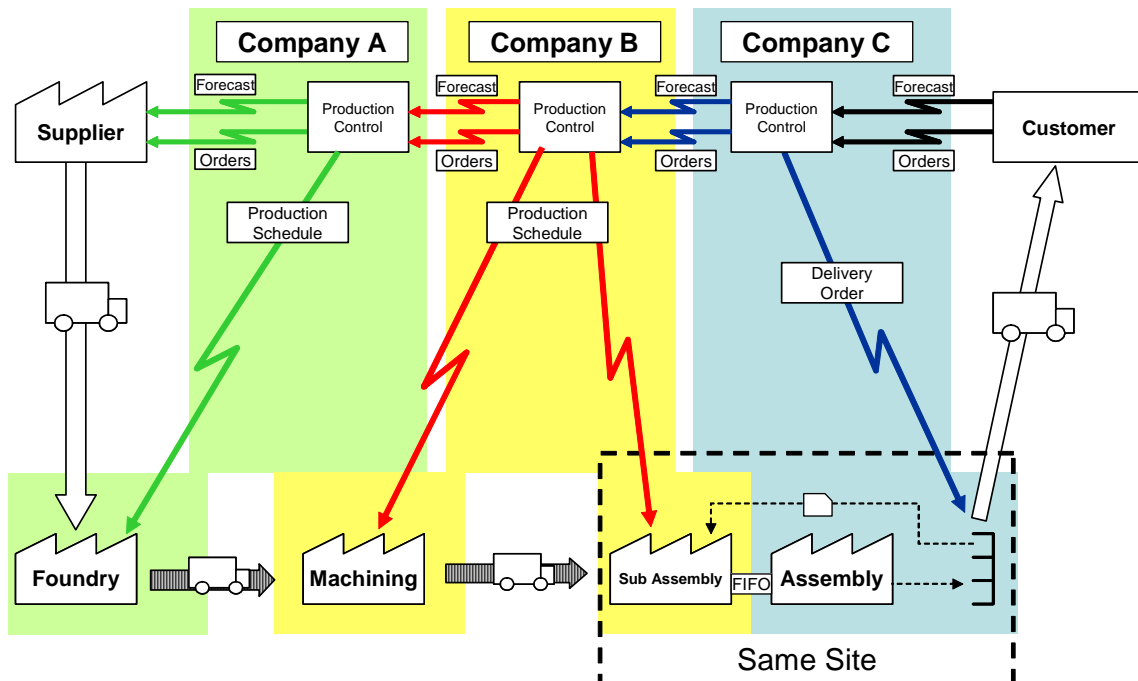 Company A
Company B
Company C
Forecast
Forecast
Forecast
Forecast
Supplier
Production
Control
Production
Control
Production
Control
Customer
Orders
Orders
Orders
Orders
Production
Schedule
Production
Schedule
Delivery
Order
Foundry
Machining
Sub Assembly
FIFO
Assembly
Same Site